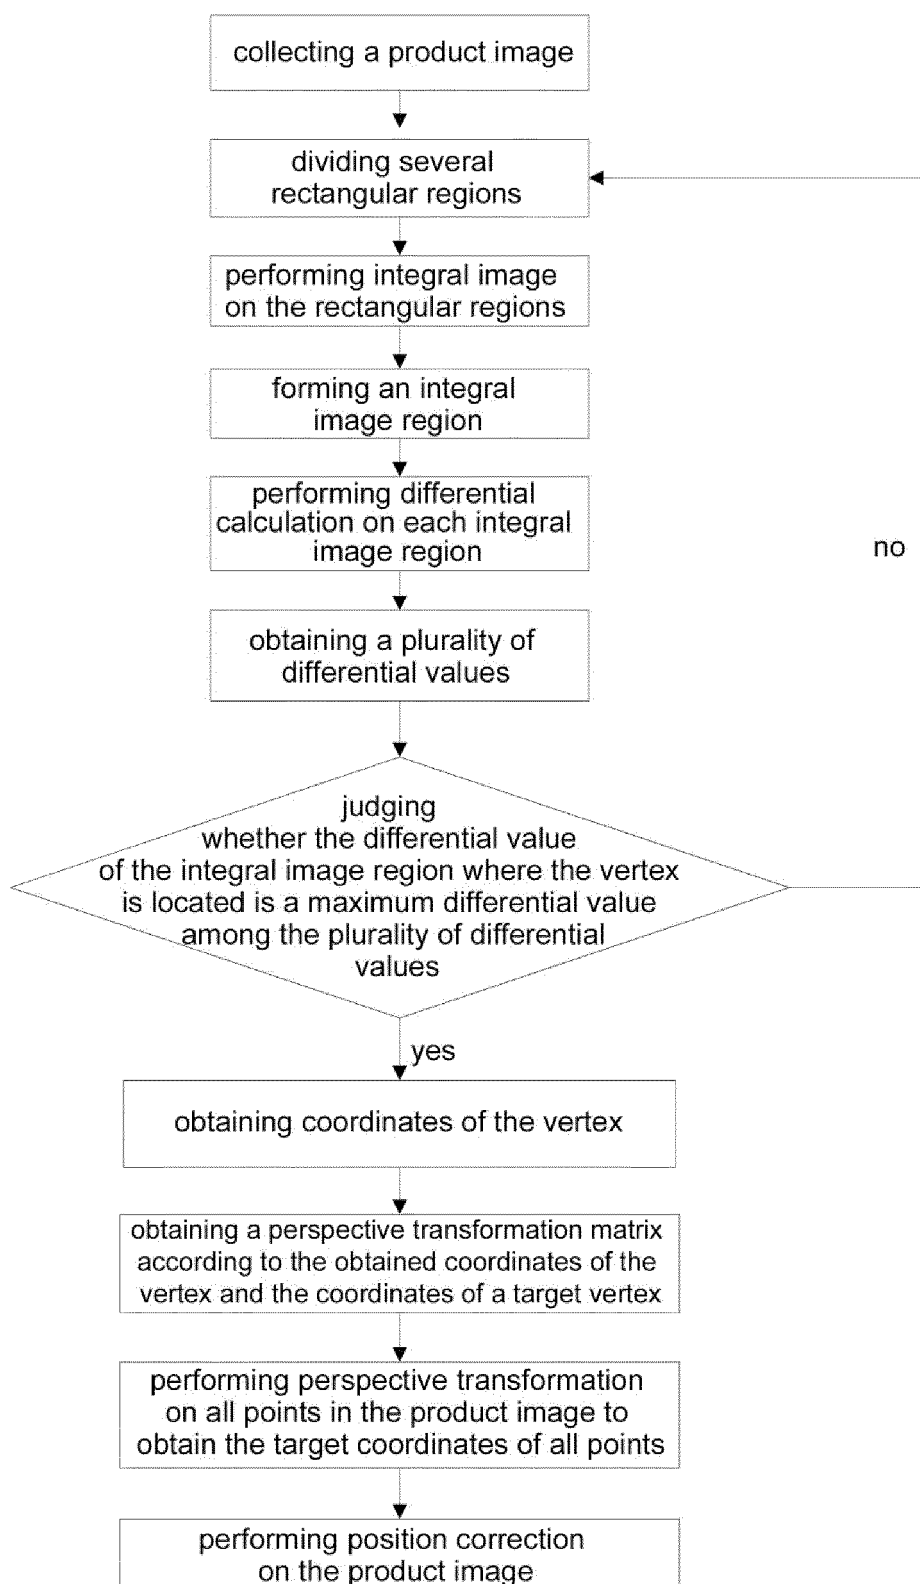 collecting a product image
dividing several
rectangular regions
performing integral image
on the rectangular regions
forming an integral
image region
performing differential
calculation on each integral
image region
no
obtaining a plurality of
differential values
judging
whether the differential value
of the integral image region where the vertex
is located is a maximum differential value
among the plurality of differential
values
yes
obtaining coordinates of the vertex
obtaining a perspective transformation matrix
according to the obtained coordinates of the
vertex and the coordinates of a target vertex
performing perspective transformation
on all points in the product image to
obtain the target coordinates of all points
performing position correction
on the product image